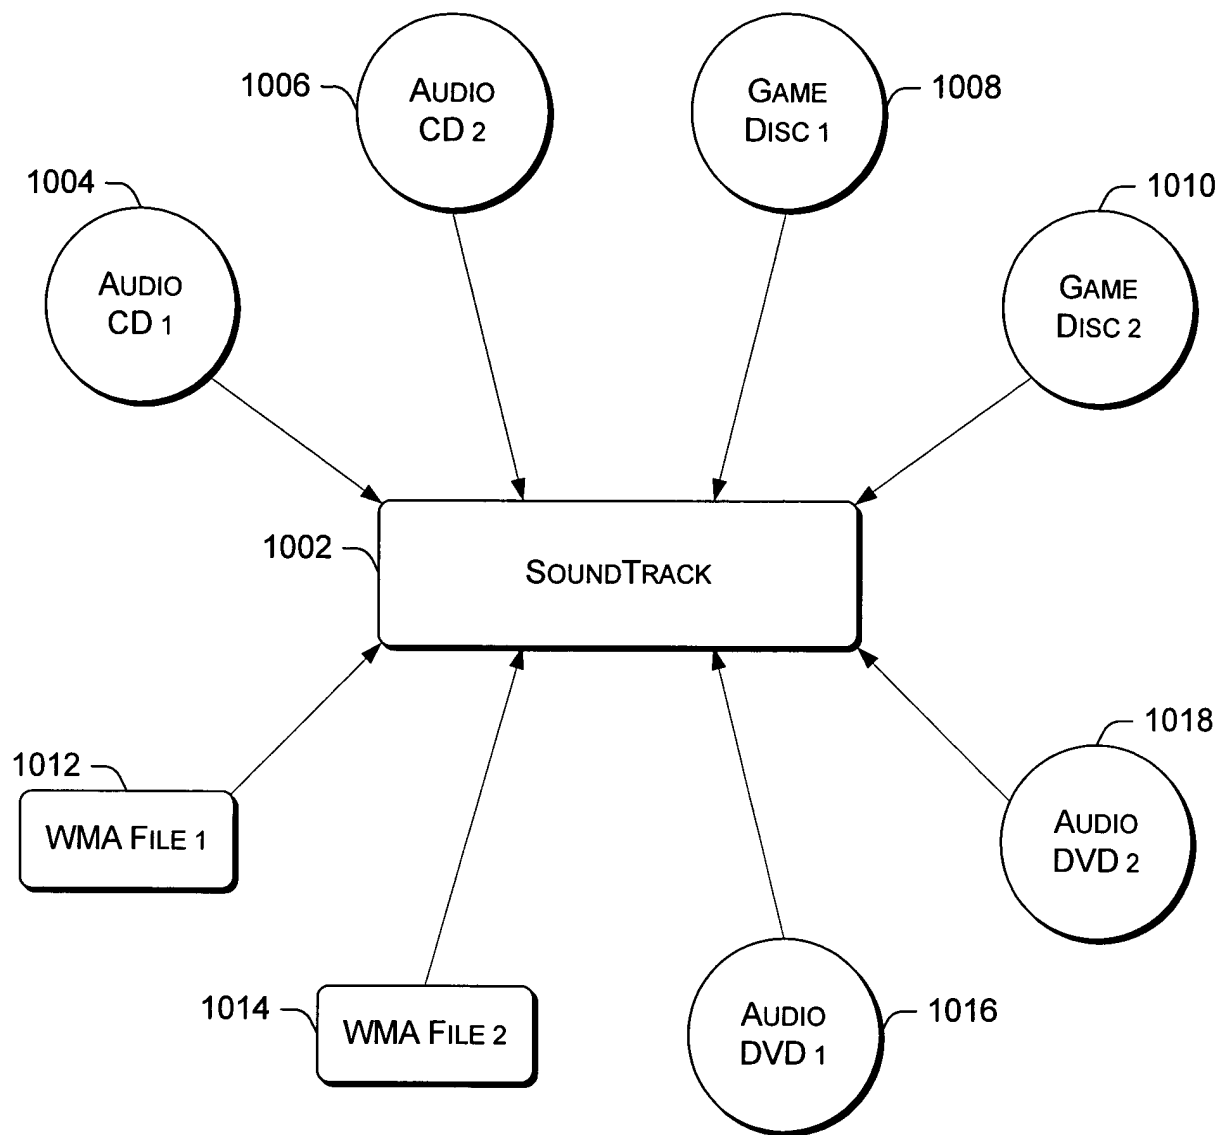 1006
AUDIO
CD 2
GAME
DISC 1
1008
1004
AUDIO
CD 1
1010
GAME
DISC 2
1002
SOUNDTRACK
1012
WMA FILE 1
1018
AUDIO
DVD 2
1014
WMA FILE 2
AUDIO
DVD 1
1016